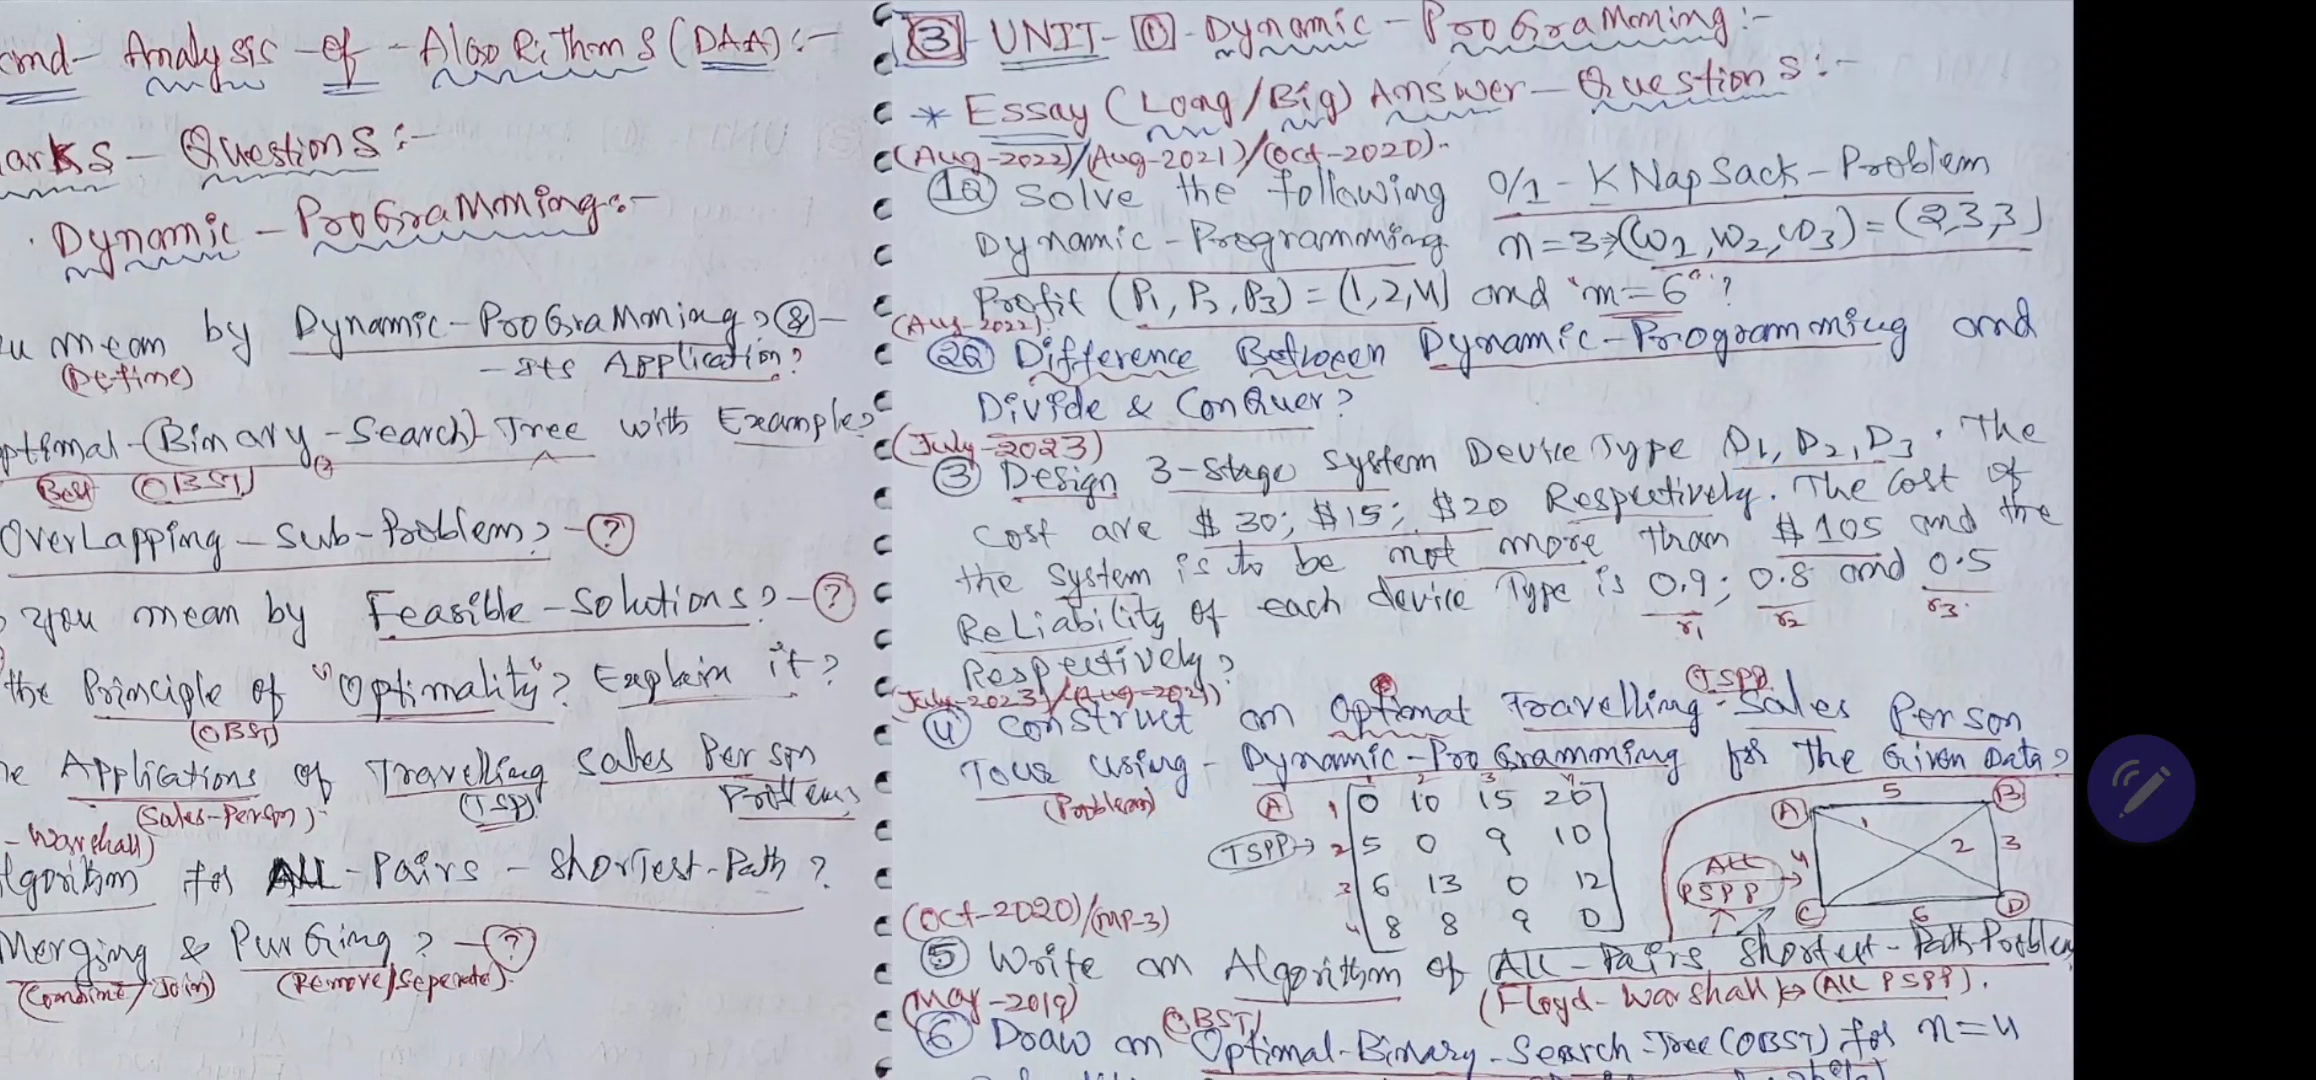 and- Analysis -of - AlgoRithmS (DAA) :-
arks - QuestionS :-
Dynamic - ProGraMming :-
u mean by Dynamic-ProGraMming? & -
(Define)
- its Application?
ptimal-(Binary-Search) Tree with Example?
Best (OBST)
OverLapping - Sub-Problem? - ?
you mean by Feasible-Solutions? - ?
the Principle of "Optimality"? Explain it?
(OBST)
he Applications of Travelling Sales Person
(Sales-Person) (TSP) Problems
- Warshall)
lgorithm for ALL-Pairs - ShorTest-Path?
Merging & PurGing? - ?
(Combine/Join) (Remove/Seperate).
3 - UNIT - - Dynamic - ProGraMming :-
* Essay (Long/Big) Answer - QuestionS :-
(Aug-2022)/(Aug-2021)/(Oct-2020).
1Q Solve the following 0/1 - KNapSack-Problem
Dynamic-Programming n=3; (w1, w2, w3) = (2,3,3)
Profit (P1, P2, P3) = (1,2,4) and "m=6"?
(Aug-2022).
2Q Difference Between Dynamic-Programming and
Divide & ConQuer?
(July-2023)
3 Design 3-Stage System Device Type D1, D2, D3. The
cost are $30; $15; $20 Respectively. The cost of
the system is to be not more than $105 and the
ReLiability of each device Type is 0.9; 0.8 and 0.5
r1 r2 r3.
Respectively?
(July-2023)/(Aug-2021) (TSPP)
4 Construct an Optimal Travelling-Sales Person
Tour using - Dynamic-ProGramming for The Given Data?
(Problem)
A 1 0 10 15 20
TSPP → 2 5 0 9 10
3 6 13 0 12
4 8 8 9 0
A 5 B
1 2 3
ALL PSPP → 4
C 6 D
(Oct-2020)/(MP-3)
5 Write an Algorithm of ALL-Pairs Shortest-Path-Problem
(May-2019) (Floyd-Warshall) (ALL PSPP).
(OBST)
6 Draw an Optimal-Binary-Search-Tree (OBST) for n=4